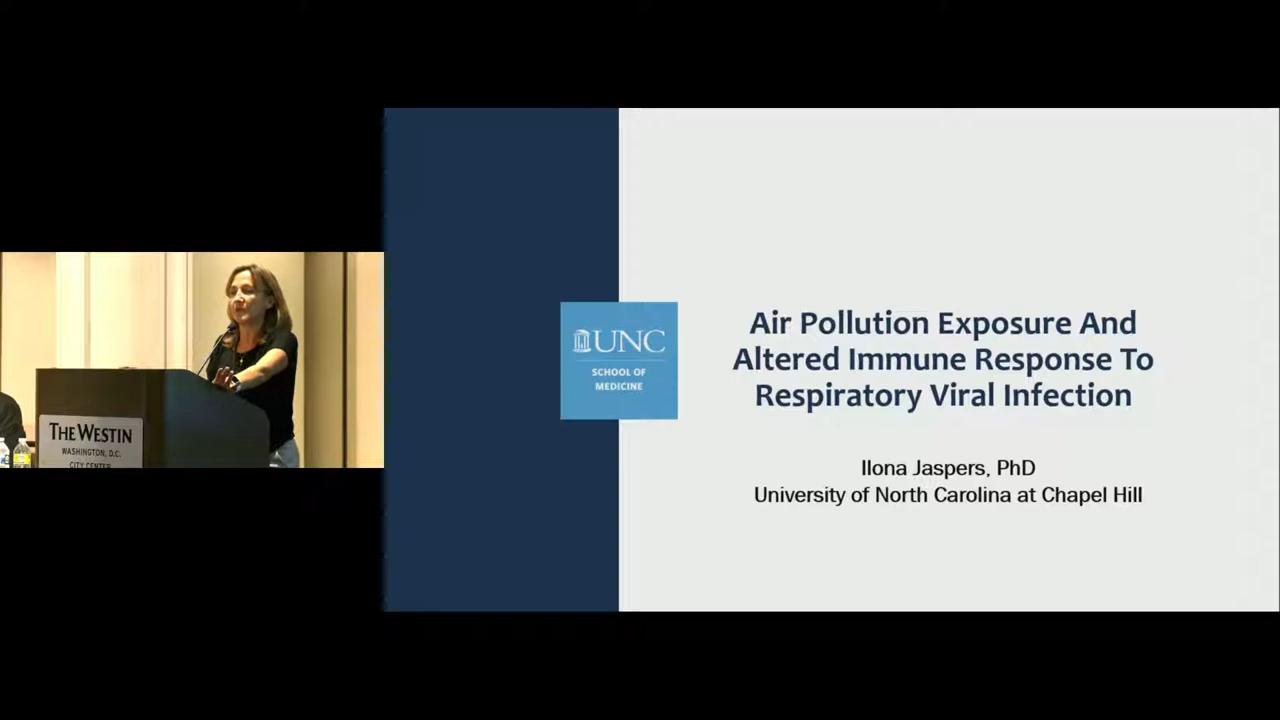 THE WESTIN
WASHINGTON, D.C.
CITY CENTER
UNC
SCHOOL OF
MEDICINE
Air Pollution Exposure And
Altered Immune Response To
Respiratory Viral Infection
Ilona Jaspers, PhD
University of North Carolina at Chapel Hill